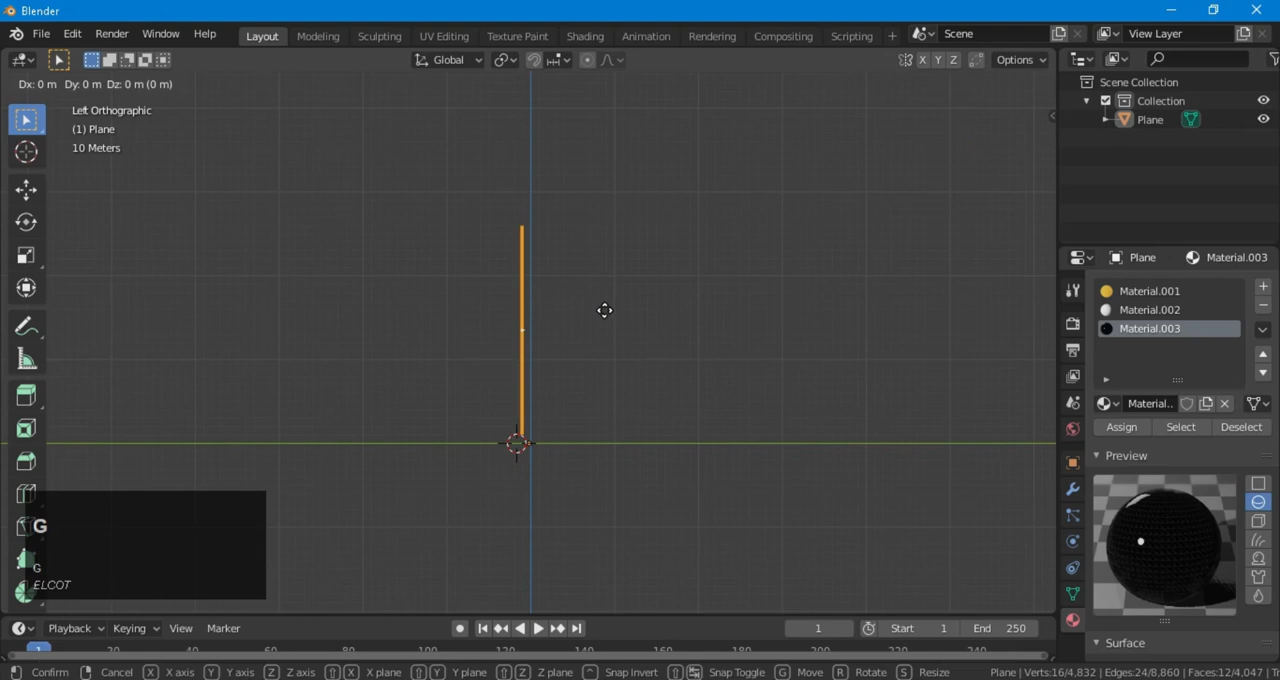 Blender
File Edit Render Window Help Layout Modeling Sculpting UV Editing Texture Paint Shading Animation Rendering Compositing Scripting + Scene View Layer
Global X Y Z Options
Dx: 0 m Dy: 0 m Dz: 0 m (0 m)
Left Orthographic
(1) Plane
10 Meters
Scene Collection
Collection
Plane
Plane Material.003
Material.001
Material.002
Material.003
Material..
Assign Select Deselect
Preview
Surface
G
G
ELCOT
Playback Keying View Marker 1 Start 1 End 250
1 20 40 60 80 100 120 140 160 180 200 220 240
Confirm Cancel X X axis Y Y axis Z Z axis X X plane Y Y plane Z Z plane Snap Invert Snap Toggle G Move R Rotate S Resize Plane | Verts:16/4,832 | Edges:24/8,860 | Faces:12/4,047 |